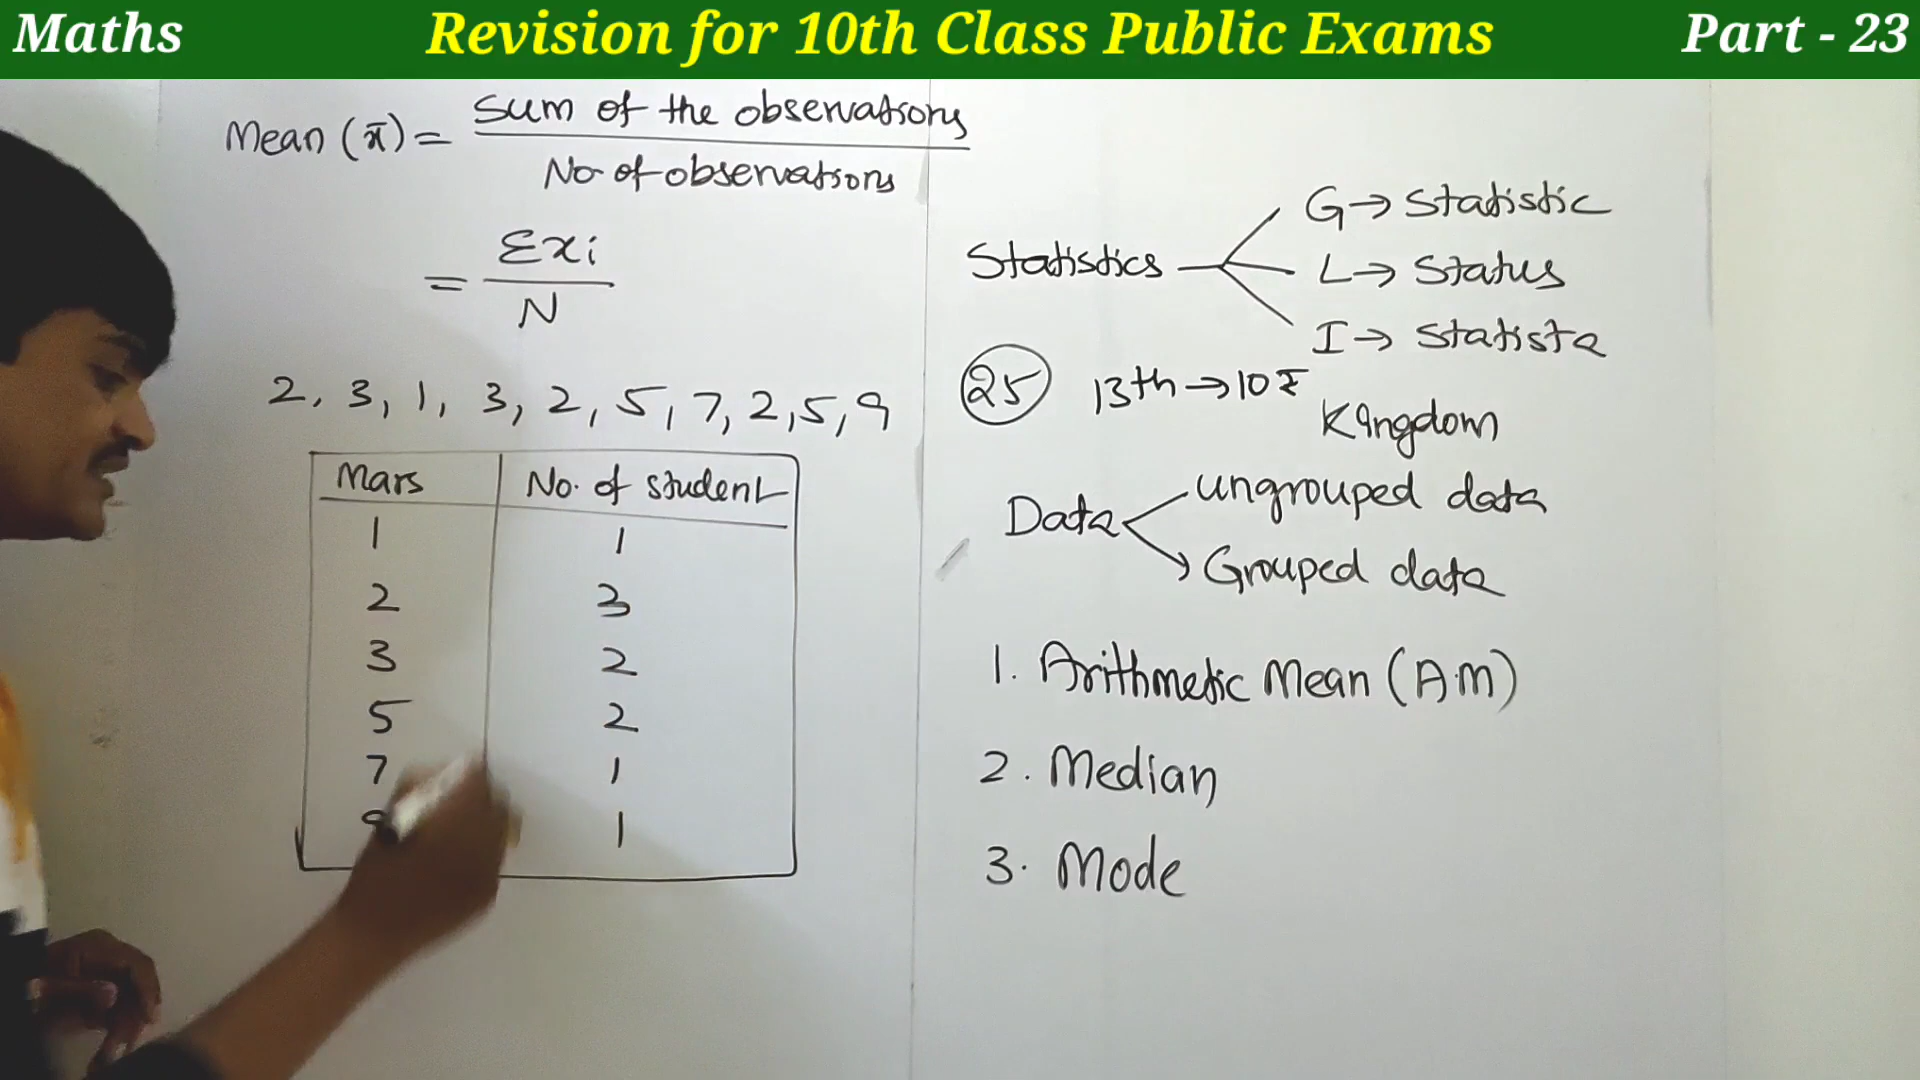 Maths Revision for 10th Class Public Exams Part - 23
Mean (x̄) = Sum of the observations
No of observations
= Σxi
N
2, 3, 1, 3, 2, 5, 7, 2, 5, 9
Mars No. of student
1 1
2 3
3 2
5 2
7 1
9 1
Statistics
G → Statistic
L → Status
I → Statista
25 13th → 10 ₹
Kingdom
Data
ungrouped data
Grouped data
1. Arithmetic Mean (A.M)
2. Median
3. Mode